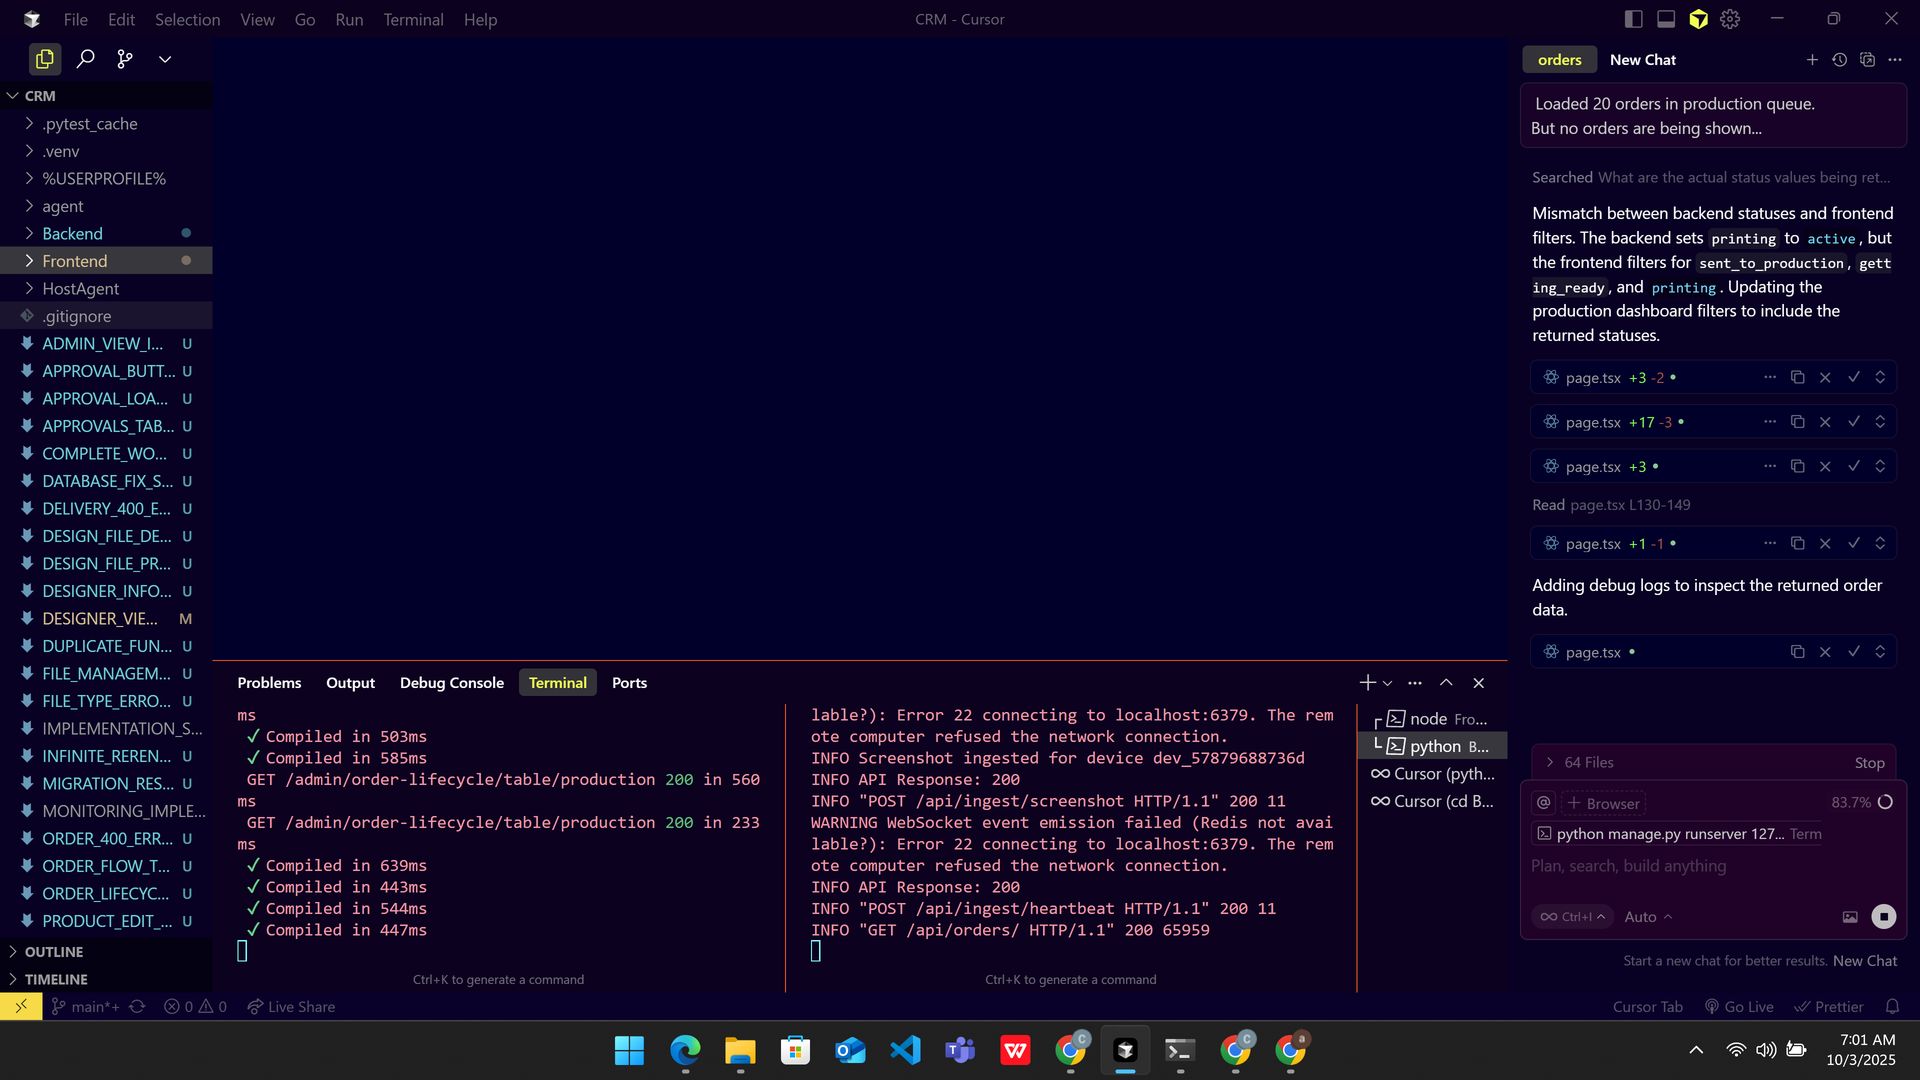 File Edit Selection View Go Run Terminal Help
CRM - Cursor
CRM
.pytest_cache
.venv
%USERPROFILE%
agent
Backend
Frontend
HostAgent
.gitignore
ADMIN_VIEW_I... U
APPROVAL_BUTT... U
APPROVAL_LOA... U
APPROVALS_TAB... U
COMPLETE_WO... U
DATABASE_FIX_S... U
DELIVERY_400_E... U
DESIGN_FILE_DE... U
DESIGN_FILE_PR... U
DESIGNER_INFO... U
DESIGNER_VIE... M
DUPLICATE_FUN... U
FILE_MANAGEM... U
FILE_TYPE_ERRO... U
IMPLEMENTATION_S...
INFINITE_REREN... U
MIGRATION_RES... U
MONITORING_IMPLE...
ORDER_400_ERR... U
ORDER_FLOW_T... U
ORDER_LIFECYC... U
PRODUCT_EDIT_... U
OUTLINE
TIMELINE
Problems Output Debug Console Terminal Ports
ms
✓ Compiled in 503ms
✓ Compiled in 585ms
GET /admin/order-lifecycle/table/production 200 in 560
ms
GET /admin/order-lifecycle/table/production 200 in 233
ms
✓ Compiled in 639ms
✓ Compiled in 443ms
✓ Compiled in 544ms
✓ Compiled in 447ms
Ctrl+K to generate a command
lable?): Error 22 connecting to localhost:6379. The rem
ote computer refused the network connection.
INFO Screenshot ingested for device dev_57879688736d
INFO API Response: 200
INFO "POST /api/ingest/screenshot HTTP/1.1" 200 11
WARNING WebSocket event emission failed (Redis not avai
lable?): Error 22 connecting to localhost:6379. The rem
ote computer refused the network connection.
INFO API Response: 200
INFO "POST /api/ingest/heartbeat HTTP/1.1" 200 11
INFO "GET /api/orders/ HTTP/1.1" 200 65959
Ctrl+K to generate a command
node Fro...
python B...
Cursor (pyth...
Cursor (cd B...
orders New Chat
Loaded 20 orders in production queue.
But no orders are being shown...
Searched What are the actual status values being ret...
Mismatch between backend statuses and frontend
filters. The backend sets printing to active, but
the frontend filters for sent_to_production, gett
ing_ready, and printing. Updating the
production dashboard filters to include the
returned statuses.
page.tsx +3 -2
page.tsx +17 -3
page.tsx +3
Read page.tsx L130-149
page.tsx +1 -1
Adding debug logs to inspect the returned order
data.
page.tsx
64 Files Stop
@ + Browser 83.7%
python manage.py runserver 127... Term
Plan, search, build anything
Ctrl+I Auto
Start a new chat for better results. New Chat
main*+ 0 0 Live Share
Cursor Tab Go Live Prettier
7:01 AM
10/3/2025